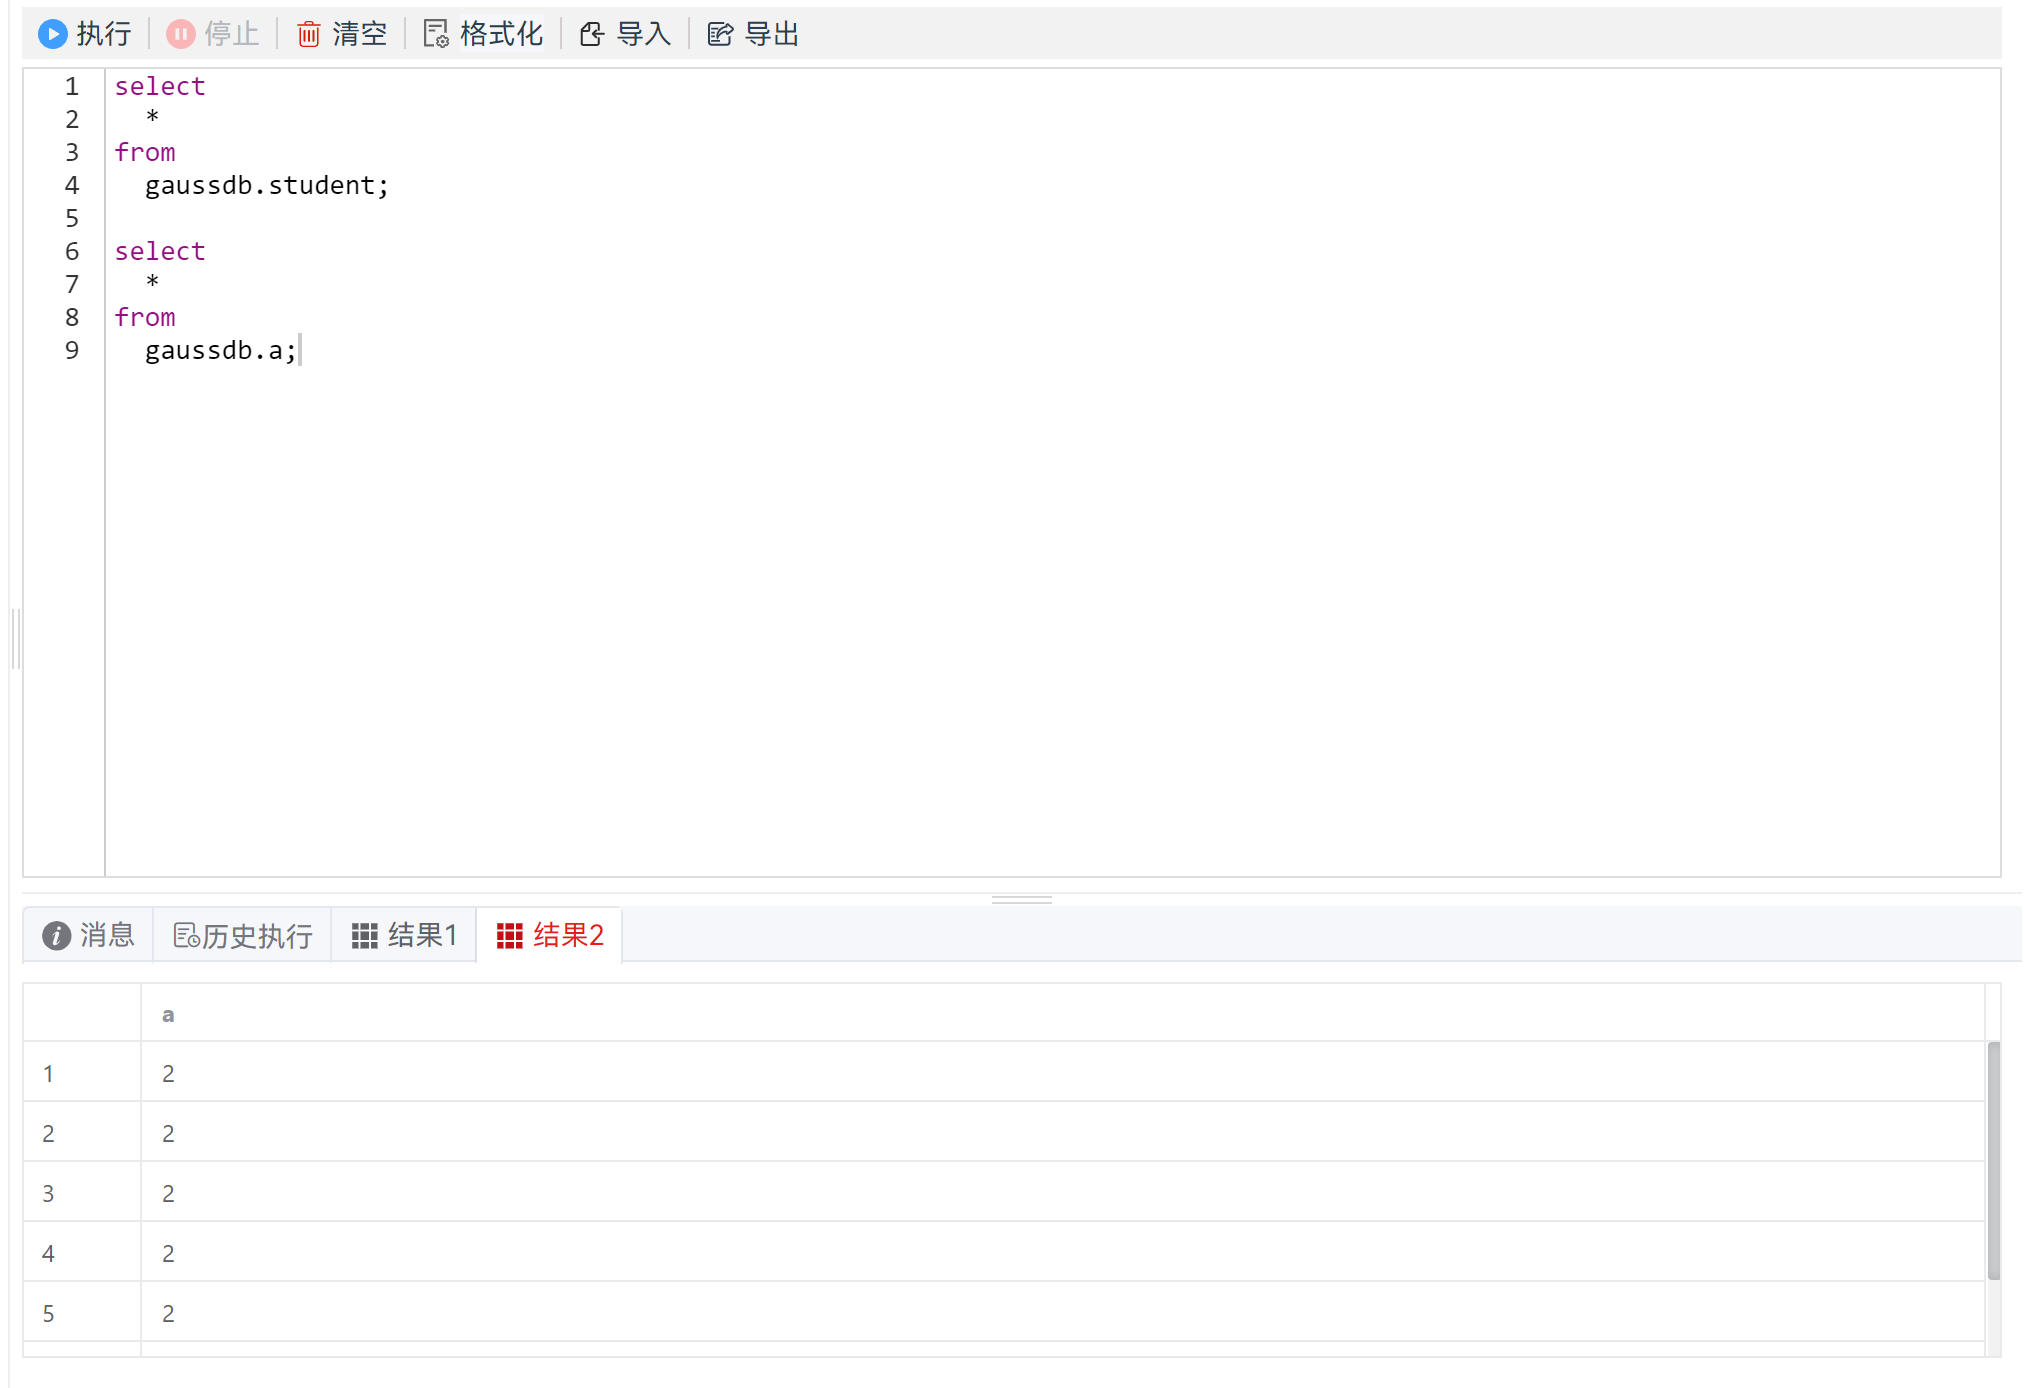 执行 停止 清空 格式化 导入 导出
1 select
2   *
3 from
4   gaussdb.student;
5
6 select
7   *
8 from
9   gaussdb.a;
消息 历史执行 结果1 结果2
a
1 2
2 2
3 2
4 2
5 2